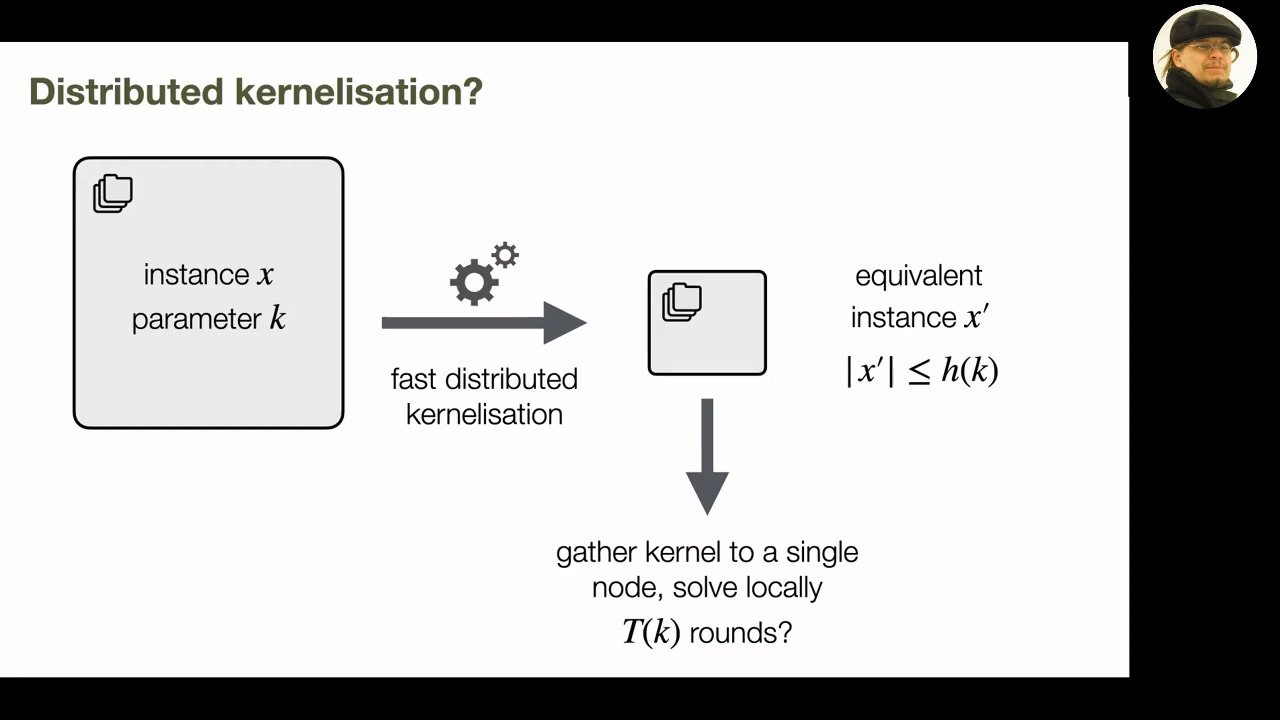 Distributed kernelisation?
instance x
parameter k
fast distributed
kernelisation
equivalent
instance x′
|x′| ≤ h(k)
gather kernel to a single
node, solve locally
T(k) rounds?